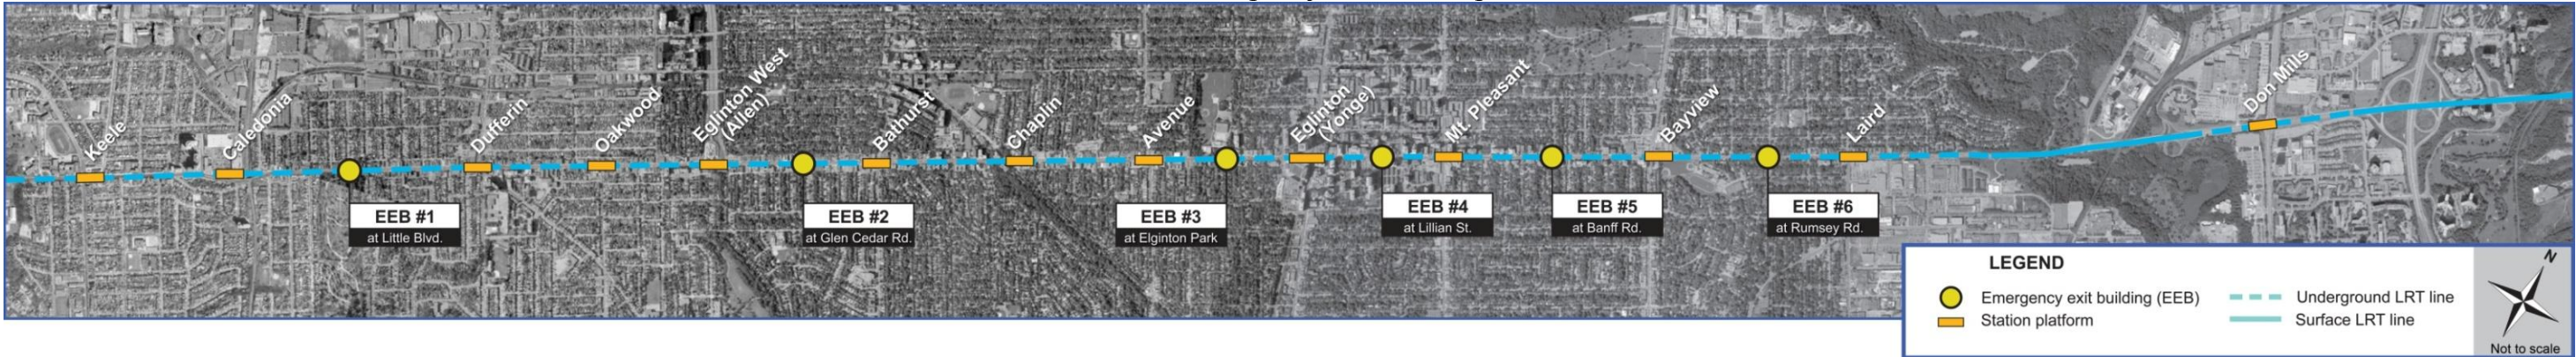 Keele
Caledonia
Dufferin
Oakwood
Eglinton West
(Allen)
Bathurst
Chaplin
Avenue
Eglinton
(Yonge)
Mt. Pleasant
Bayview
Laird
Don Mills
EEB #1
at Little Blvd.
EEB #2
at Glen Cedar Rd.
EEB #3
at Elginton Park
EEB #4
at Lillian St.
EEB #5
at Banff Rd.
EEB #6
at Rumsey Rd.
LEGEND
Emergency exit building (EEB)
Station platform
Underground LRT line
Surface LRT line
N
Not to scale